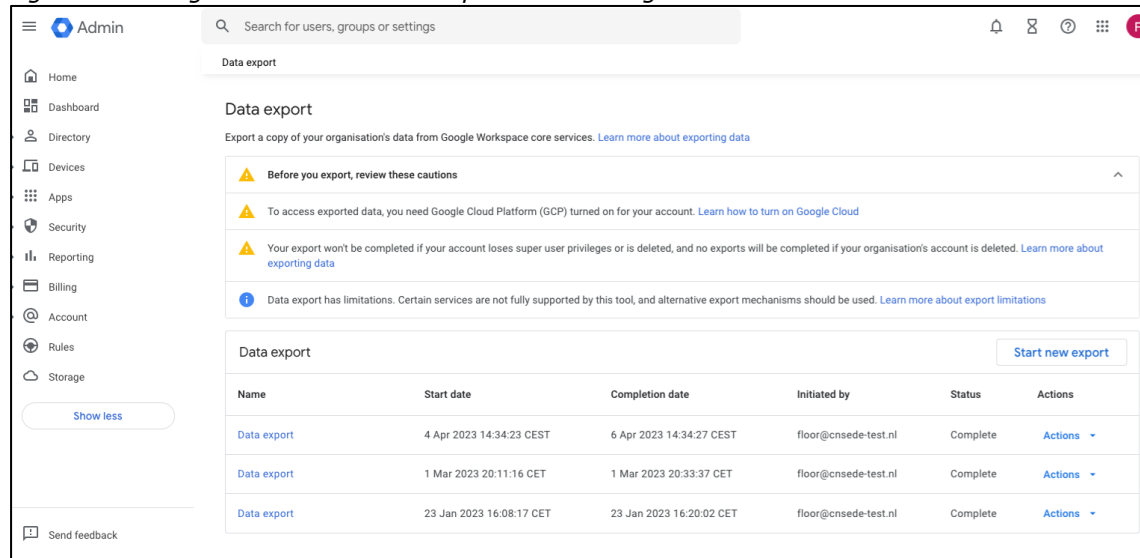 Admin
Search for users, groups or settings
F
Data export
Home
Dashboard
Directory
Devices
Apps
Security
Reporting
Billing
Account
Rules
Storage
Show less
Send feedback
Data export
Export a copy of your organisation's data from Google Workspace core services. Learn more about exporting data
Before you export, review these cautions
To access exported data, you need Google Cloud Platform (GCP) turned on for your account. Learn how to turn on Google Cloud
Your export won't be completed if your account loses super user privileges or is deleted, and no exports will be completed if your organisation's account is deleted. Learn more about
exporting data
Data export has limitations. Certain services are not fully supported by this tool, and alternative export mechanisms should be used. Learn more about export limitations
Data export Start new export
Name Start date Completion date Initiated by Status Actions
Data export 4 Apr 2023 14:34:23 CEST 6 Apr 2023 14:34:27 CEST floor@cnsede-test.nl Complete Actions
Data export 1 Mar 2023 20:11:16 CET 1 Mar 2023 20:33:37 CET floor@cnsede-test.nl Complete Actions
Data export 23 Jan 2023 16:08:17 CET 23 Jan 2023 16:20:02 CET floor@cnsede-test.nl Complete Actions